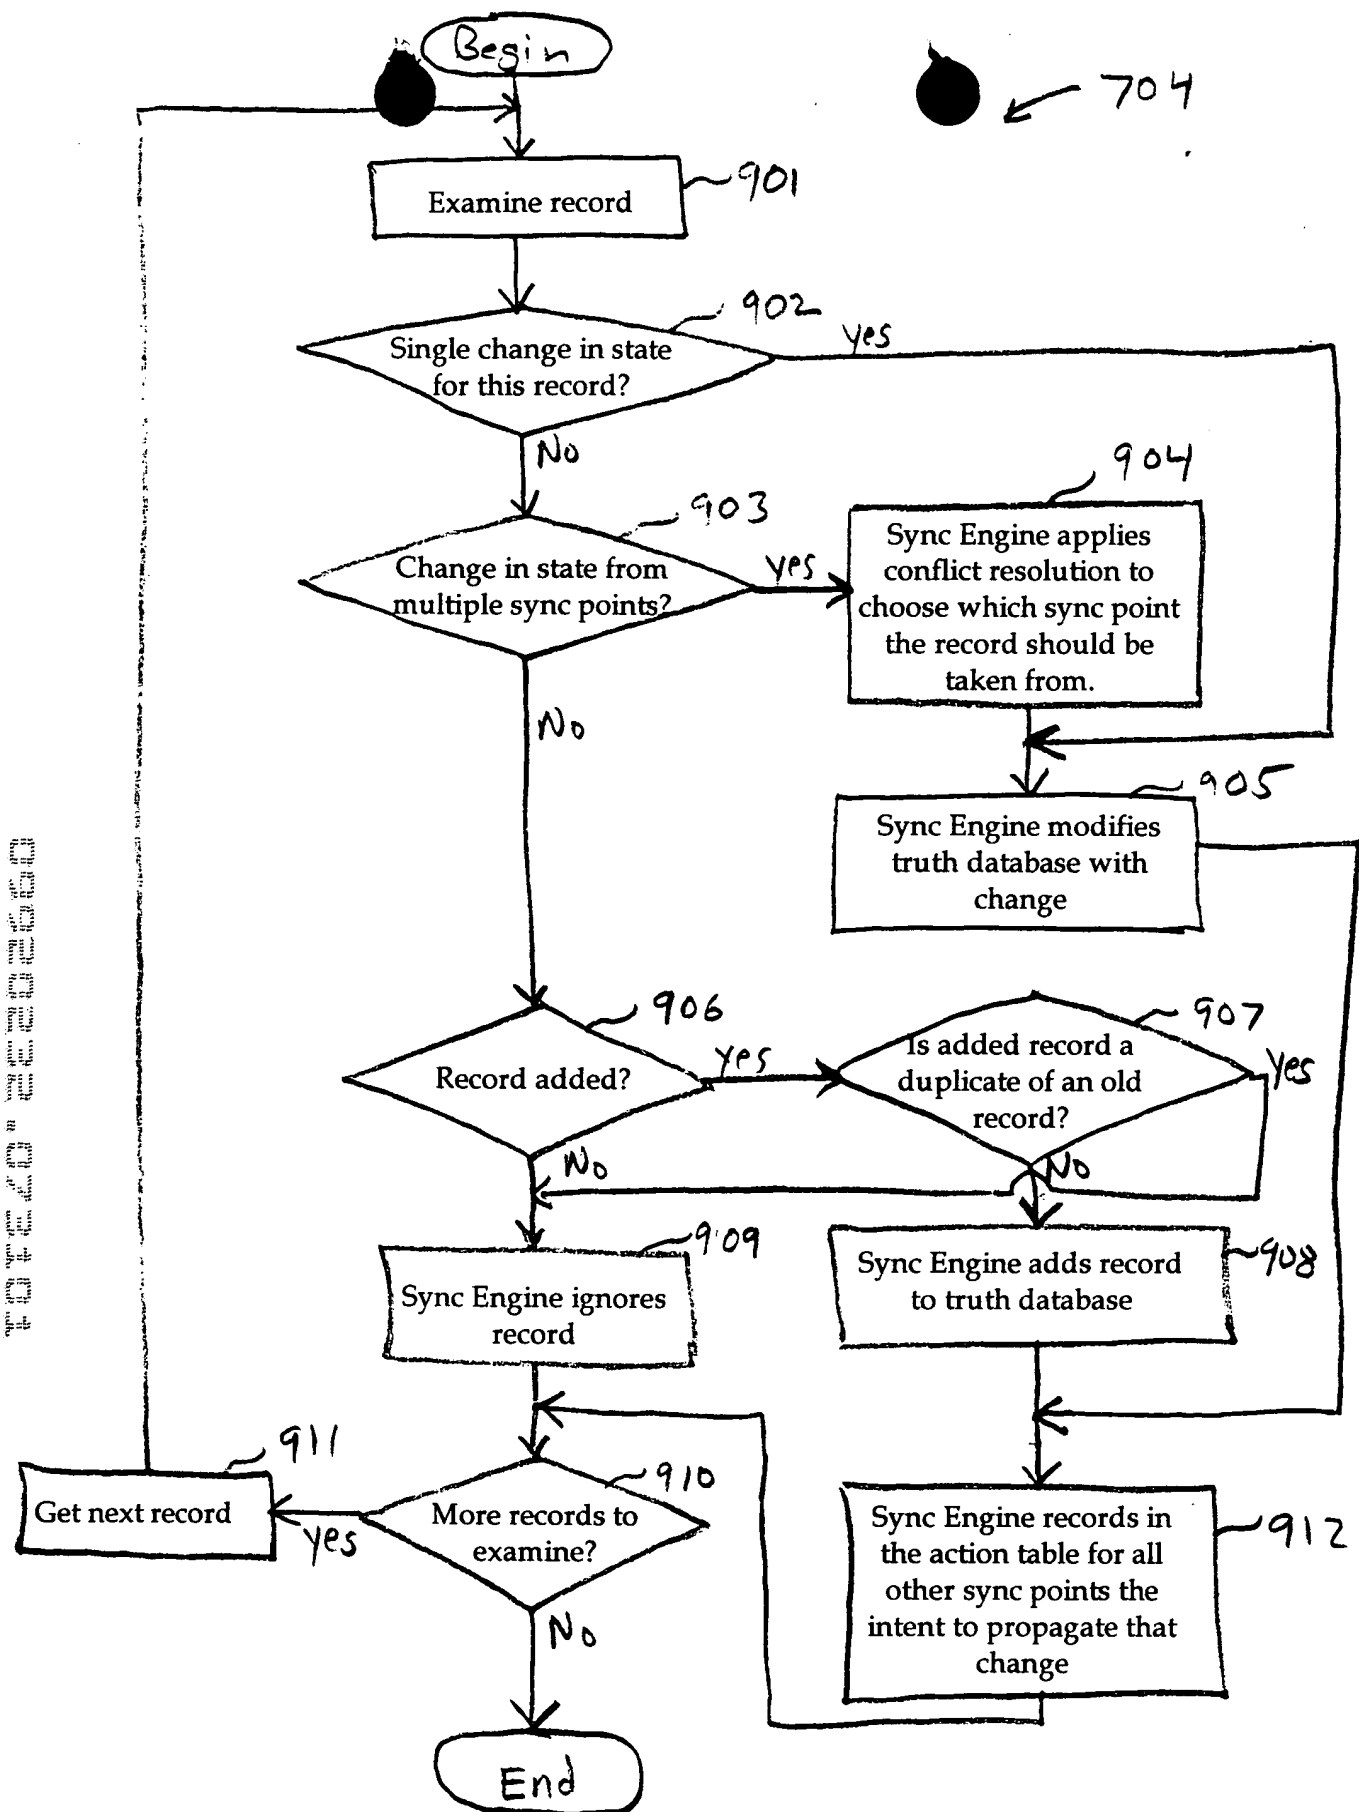 Begin
704
Examine record
901
Single change in state
for this record?
902
yes
No
Change in state from
multiple sync points?
903
yes
No
904
Sync Engine applies
conflict resolution to
choose which sync point
the record should be
taken from.
905
Sync Engine modifies
truth database with
change
Record added?
906
yes
No
Is added record a
duplicate of an old
record?
907
yes
No
Sync Engine ignores
record
909
Sync Engine adds record
to truth database
908
Get next record
911
More records to
examine?
910
yes
No
Sync Engine records in
the action table for all
other sync points the
intent to propagate that
change
912
End
09920232.073101